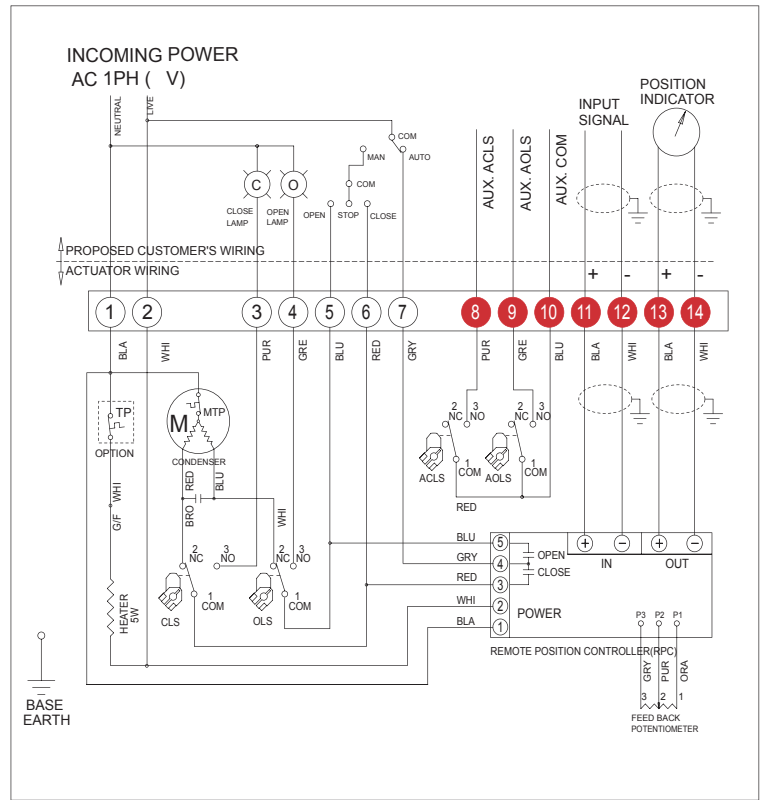 INCOMING POWER
AC 1PH (    V)
NEUTRAL
LIVE
COM
MAN
AUTO
COM
OPEN
STOP
CLOSE
C
O
CLOSE
LAMP
OPEN
LAMP
AUX. ACLS
AUX. AOLS
AUX. COM
INPUT
SIGNAL
POSITION
INDICATOR
PROPOSED CUSTOMER'S WIRING
ACTUATOR WIRING
+
-
+
-
1
2
3
4
5
6
7
8
9
10
11
12
13
14
BLA
WHI
PUR
GRE
BLU
RED
GRY
PUR
GRE
BLU
BLA
WHI
BLA
WHI
TP
OPTION
M
MTP
CONDENSER
RED
BLU
BRO
WHI
WHI
G/F
HEATER
5W
2
NC
3
NO
1
COM
CLS
2
NC
3
NO
1
COM
OLS
2
NC
3
NO
1
COM
ACLS
2
NC
3
NO
1
COM
AOLS
RED
BLU
5
GRY
4
RED
3
WHI
2
BLA
1
OPEN
CLOSE
POWER
+
-
+
-
IN
OUT
P3
P2
P1
REMOTE POSITION CONTROLLER(RPC)
GRY
PUR
ORA
3
2
1
FEED BACK
POTENTIOMETER
BASE
EARTH